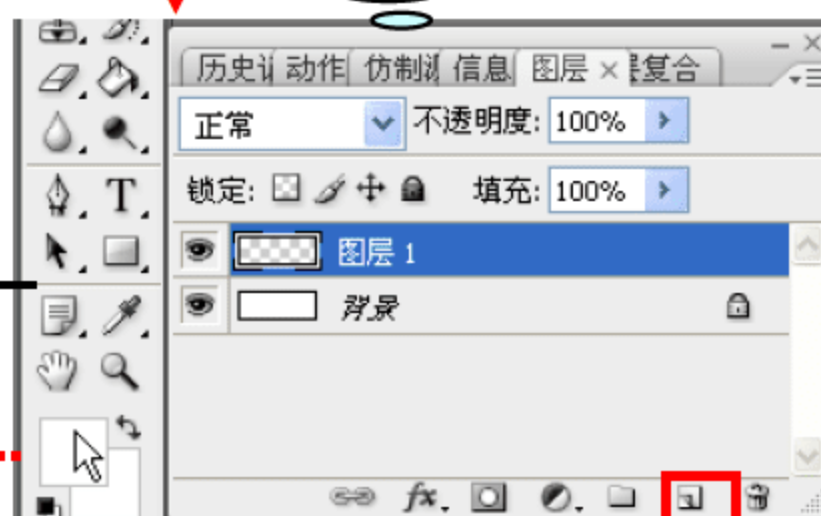 历史 动作 仿制 信息 图层 复合
正常 不透明度: 100%
锁定: 填充: 100%
图层 1
背景
fx.